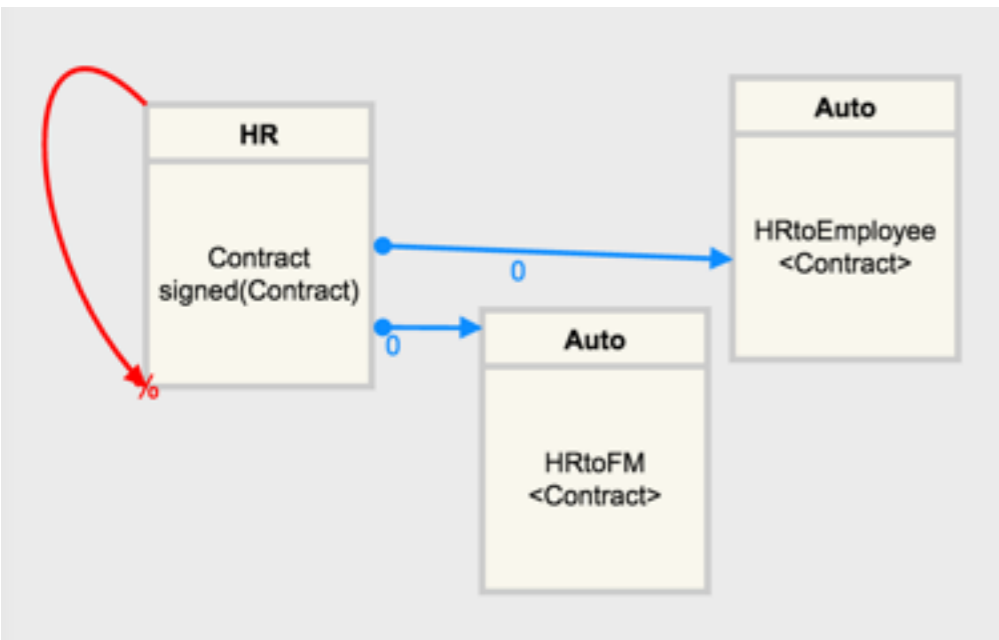 HR
Contract
signed(Contract)
%
0
0
Auto
HRtoEmployee
<Contract>
Auto
HRtoFM
<Contract>